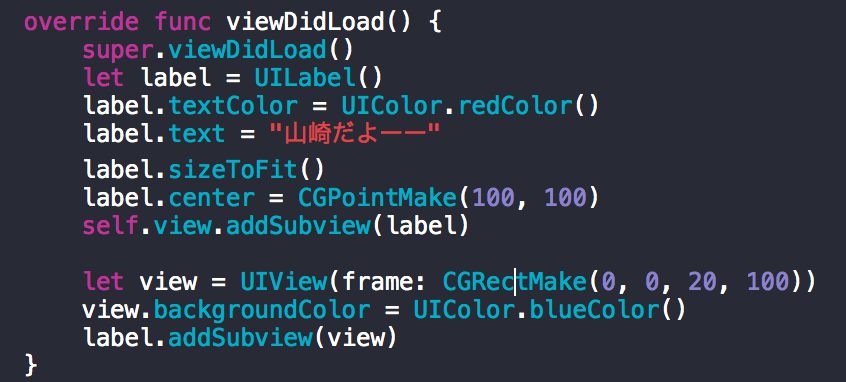 override func viewDidLoad() {
    super.viewDidLoad()
    let label = UILabel()
    label.textColor = UIColor.redColor()
    label.text = "山崎だよーー"
    label.sizeToFit()
    label.center = CGPointMake(100, 100)
    self.view.addSubview(label)

    let view = UIView(frame: CGRectMake(0, 0, 20, 100))
    view.backgroundColor = UIColor.blueColor()
    label.addSubview(view)
}